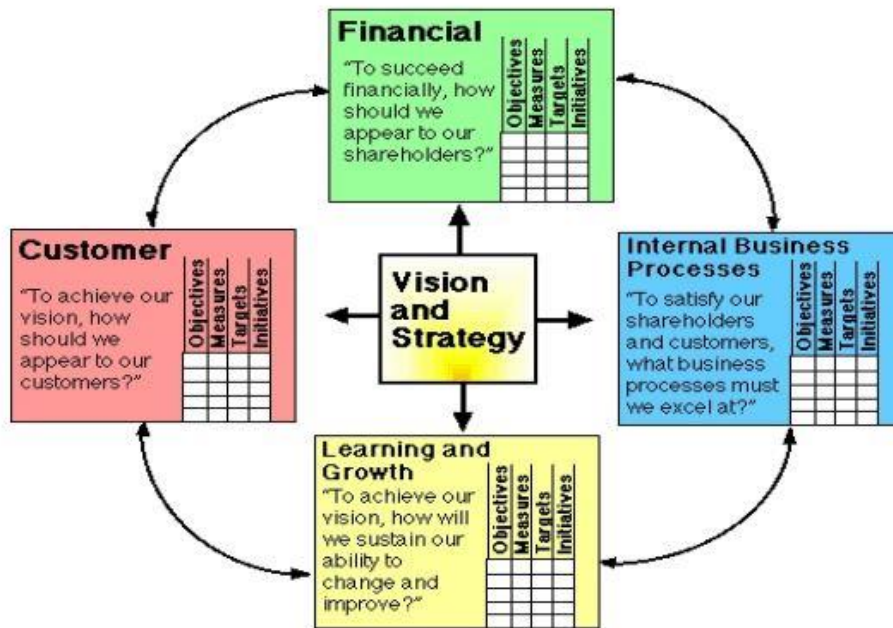 Financial
“To succeed
financially, how
should we
appear to our
shareholders?”
Objectives
Measures
Targets
Initiatives
Customer
“To achieve our
vision, how
should we
appear to our
customers?”
Objectives
Measures
Targets
Initiatives
Vision
and
Strategy
Internal Business
Processes
“To satisfy our
shareholders
and customers,
what business
processes must
we excel at?”
Objectives
Measures
Targets
Initiatives
Learning and
Growth
“To achieve our
vision, how will
we sustain our
ability to
change and
improve?”
Objectives
Measures
Targets
Initiatives